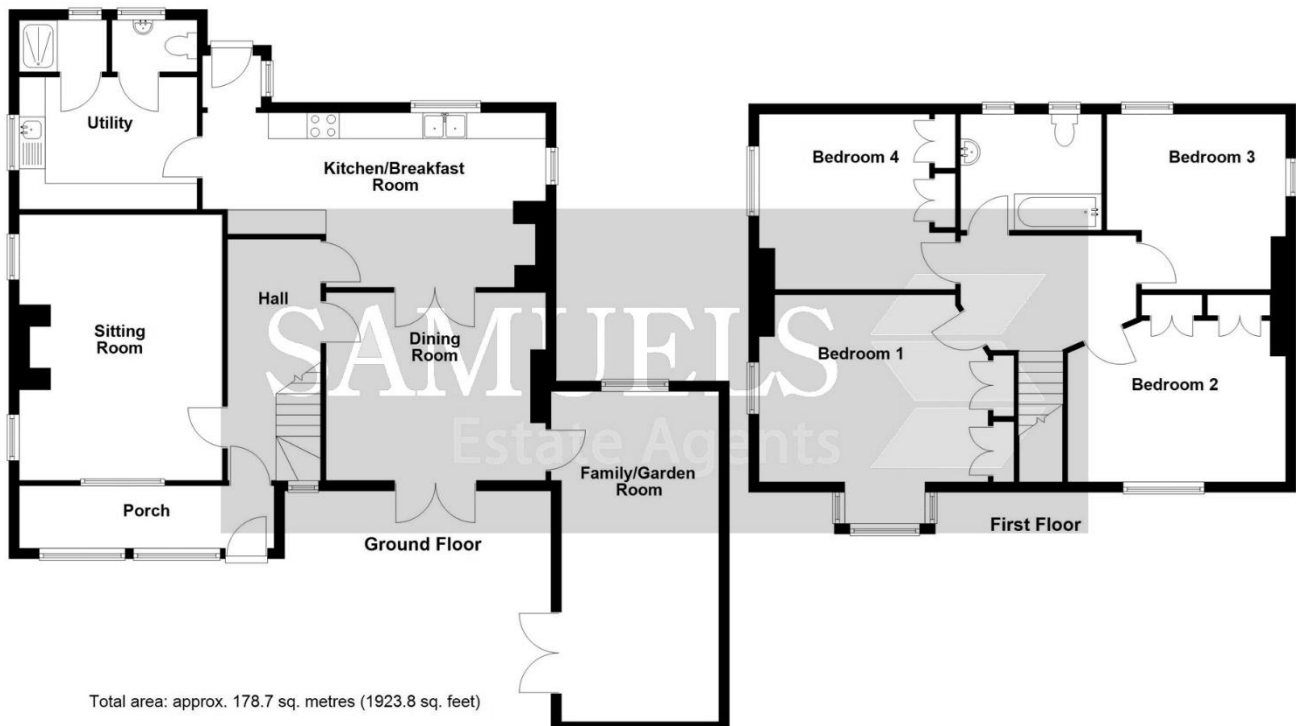 Utility
Kitchen/Breakfast
Room
Hall
Sitting
Room
Dining
Room
Family/Garden
Room
Porch
Ground Floor
Bedroom 4
Bedroom 3
Bedroom 1
Bedroom 2
First Floor
SAMUELS
Estate Agents
Total area: approx. 178.7 sq. metres (1923.8 sq. feet)